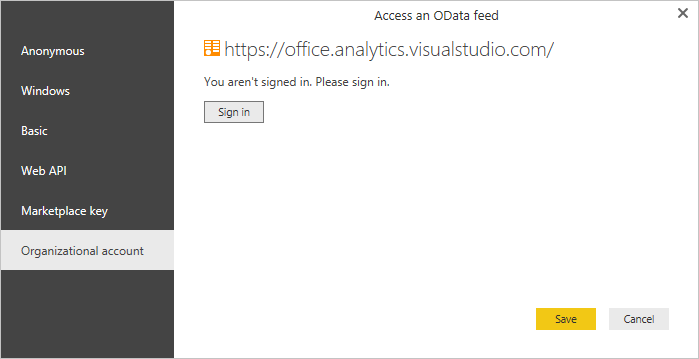 Access an OData feed
Anonymous
Windows
Basic
Web API
Marketplace key
Organizational account
https://office.analytics.visualstudio.com/
You aren't signed in. Please sign in.
Sign in
Save
Cancel